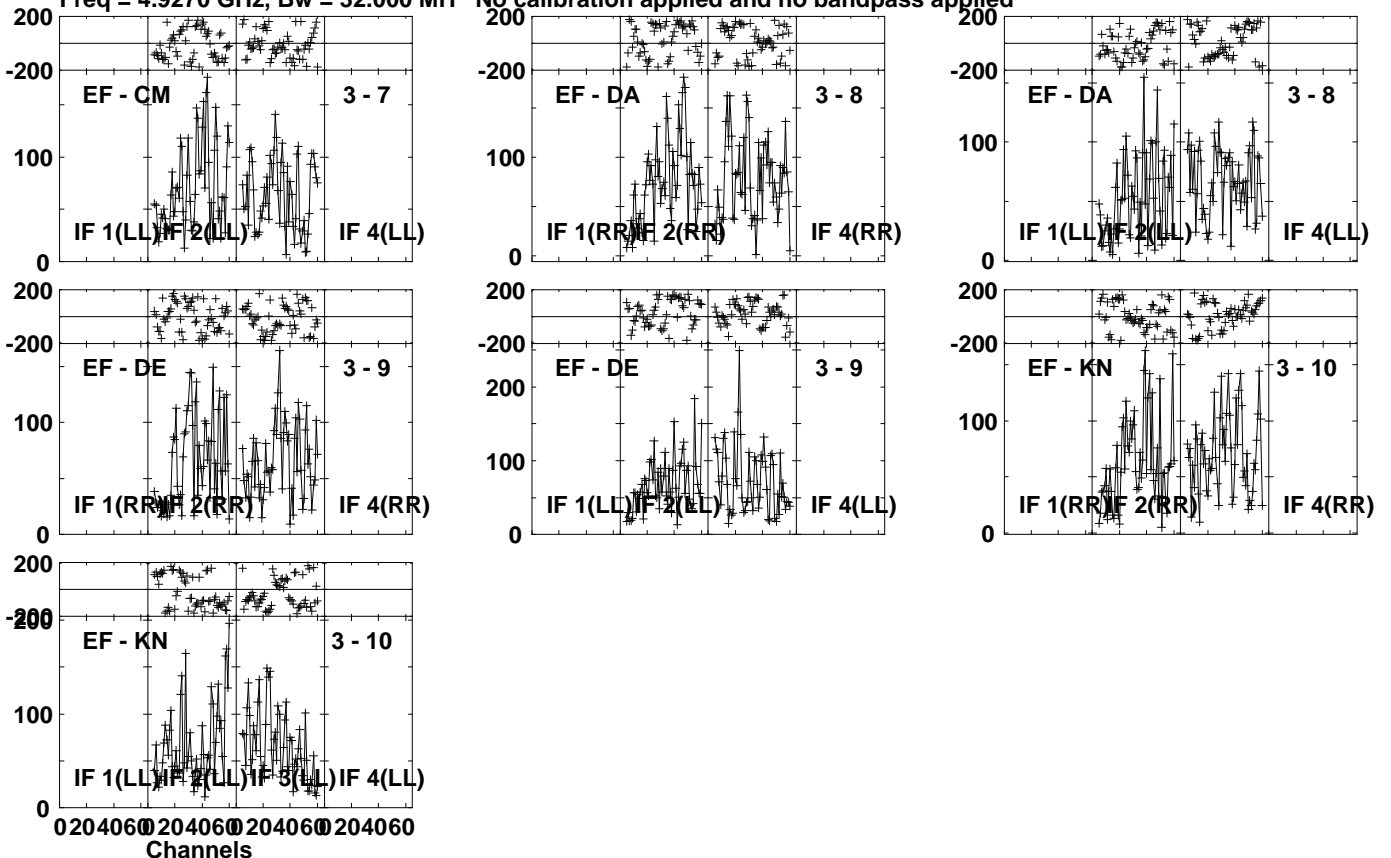 Freq = 4.9270 GHz, Bw = 32.000 MH No calibration applied and no bandpass applied
200
-200
EF - CM 3 - 7
100
IF 1(LL) IF 2(LL) IF 4(LL)
0
200
-200
EF - DA 3 - 8
100
IF 1(RR) IF 2(RR) IF 4(RR)
0
200
-200
EF - DA 3 - 8
100
IF 1(LL) IF 2(LL) IF 4(LL)
0
200
-200
EF - DE 3 - 9
100
IF 1(RR) IF 2(RR) IF 4(RR)
0
200
-200
EF - DE 3 - 9
200
100
IF 1(LL) IF 2(LL) IF 4(LL)
0
200
-200
EF - KN 3 - 10
100
IF 1(RR) IF 2(RR) IF 4(RR)
0
200
-200
200
EF - KN 3 - 10
100
IF 1(LL) IF 2(LL) IF 3(LL) IF 4(LL)
0
0 20 40 60 0 20 40 60 0 20 40 60 0 20 40 60
Channels